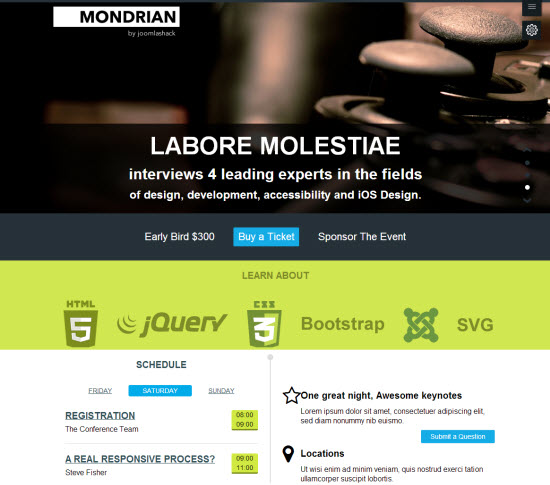 MONDRIAN
by joomlashack
LABORE MOLESTIAE
interviews 4 leading experts in the fields
of design, development, accessibility and iOS Design.
Early Bird $300 Buy a Ticket Sponsor The Event
LEARN ABOUT
HTML 5 jQuery CSS 3 Bootstrap SVG
SCHEDULE
FRIDAY SATURDAY SUNDAY
REGISTRATION
The Conference Team
08:00
09:00
A REAL RESPONSIVE PROCESS?
Steve Fisher
09:00
11:00
One great night, Awesome keynotes
Lorem ipsum dolor sit amet, consectetuer adipiscing elit,
sed diam nonummy nib euismo.
Submit a Question
Locations
Ut wisi enim ad minim veniam, quis nostrud exerci tation
ullamcorper suscipit lobortis.